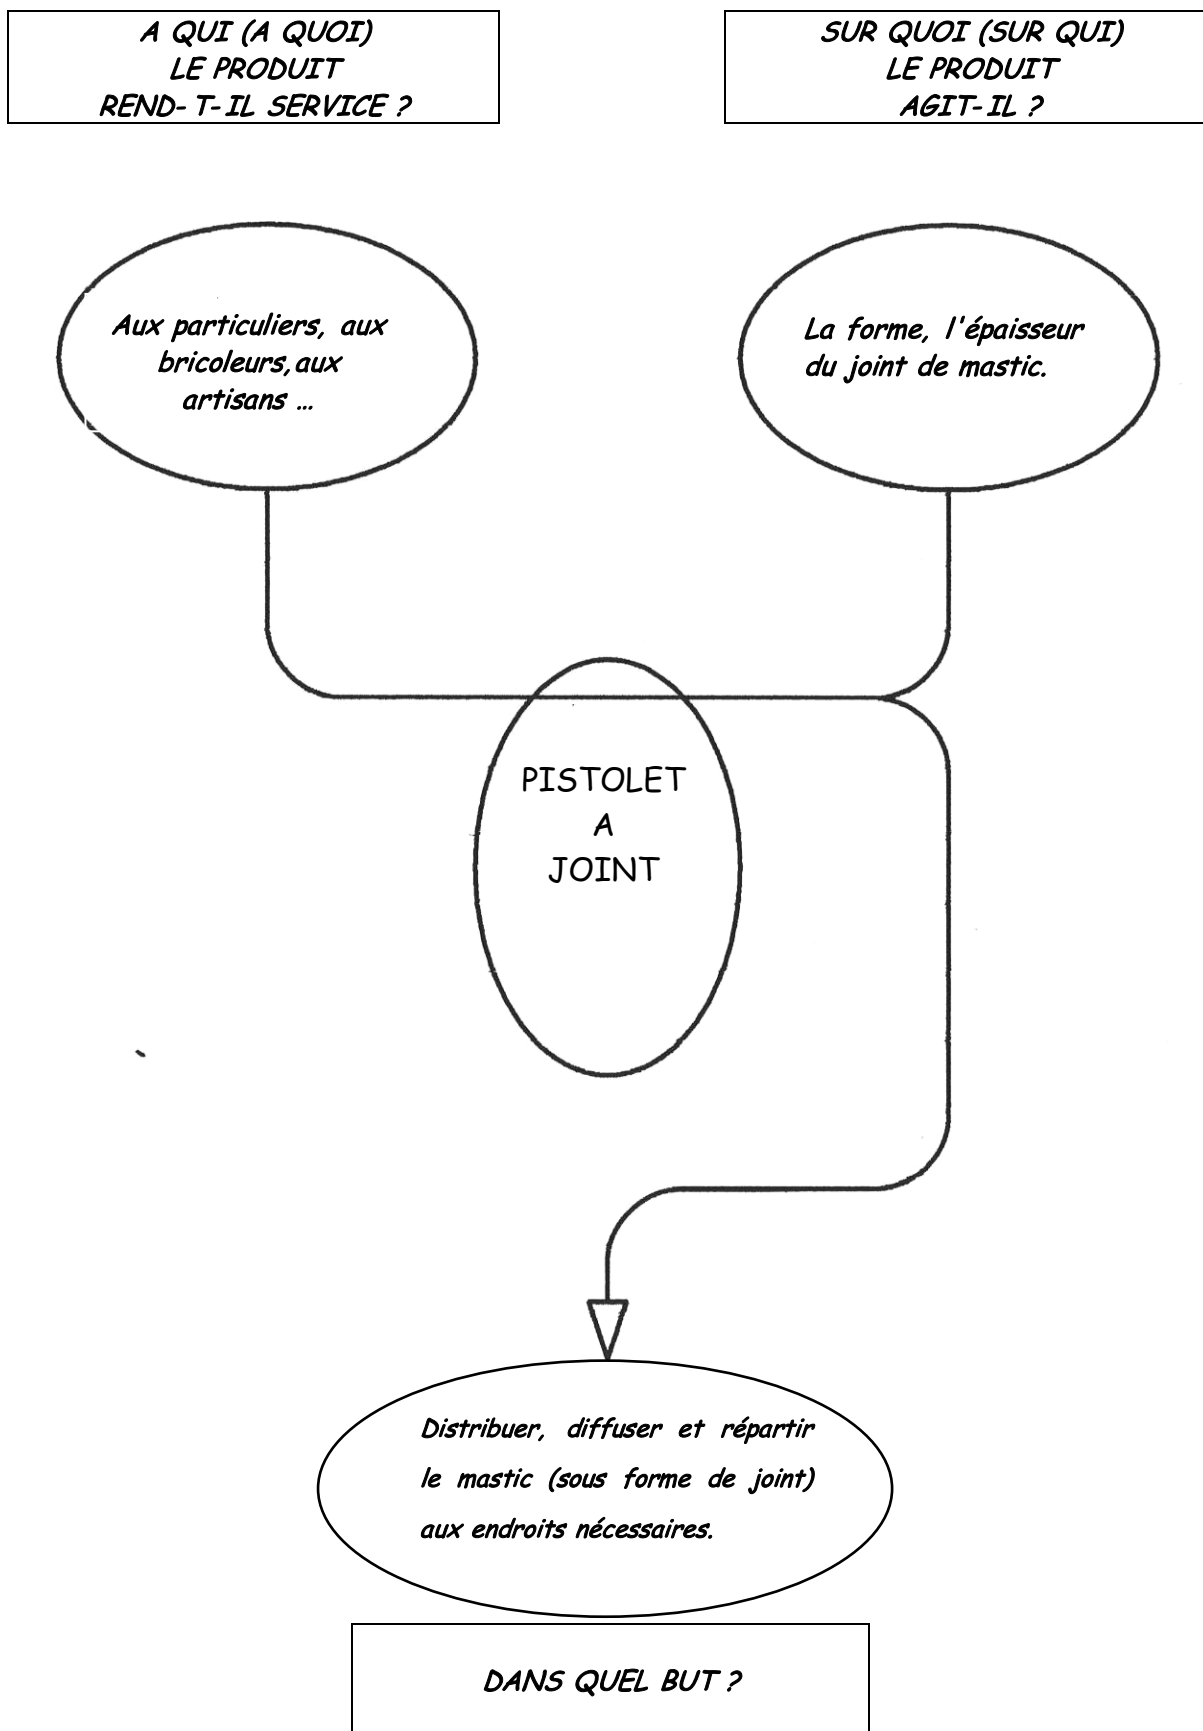 A QUI (A QUOI)
LE PRODUIT
REND- T- IL SERVICE ?
SUR QUOI (SUR QUI)
LE PRODUIT
AGIT- IL ?
Aux particuliers, aux
bricoleurs, aux
artisans ...
La forme, l'épaisseur
du joint de mastic.
PISTOLET
A
JOINT
Distribuer, diffuser et répartir
le mastic (sous forme de joint)
aux endroits nécessaires.
DANS QUEL BUT ?